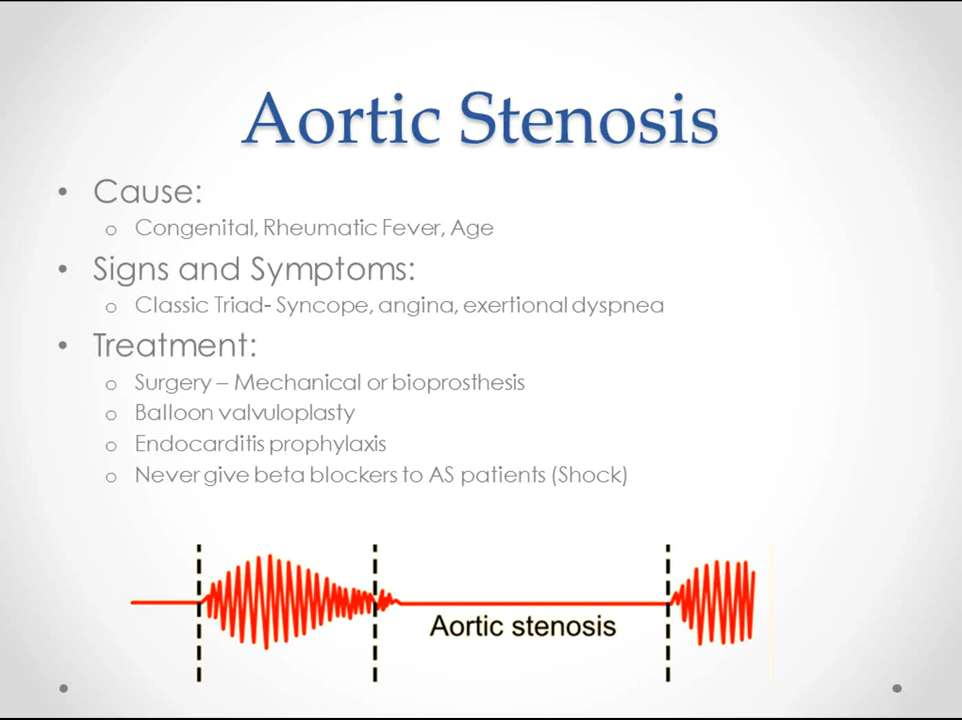 Aortic Stenosis
• Cause:
o Congenital, Rheumatic Fever, Age
• Signs and Symptoms:
o Classic Triad- Syncope, angina, exertional dyspnea
• Treatment:
o Surgery – Mechanical or bioprosthesis
o Balloon valvuloplasty
o Endocarditis prophylaxis
o Never give beta blockers to AS patients (Shock)
Aortic stenosis